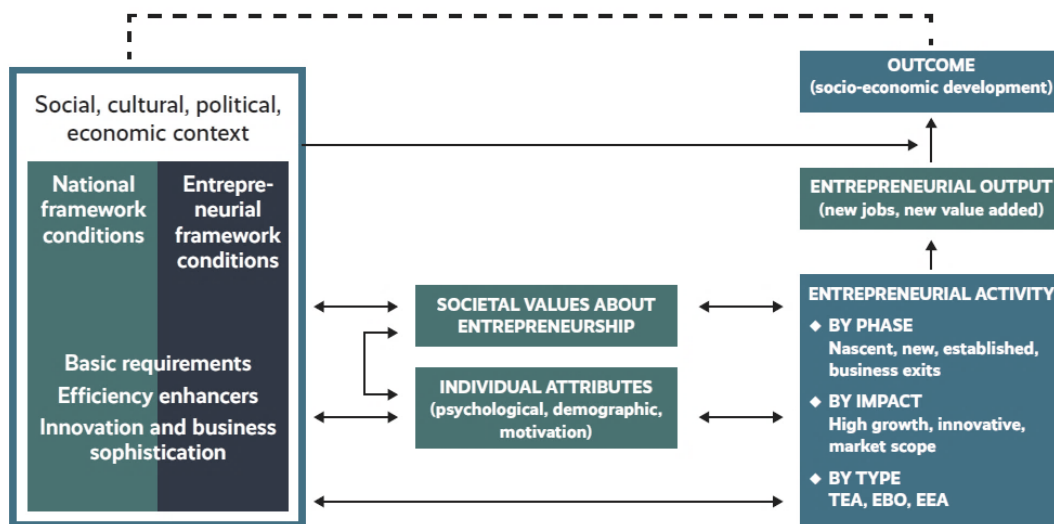 Social, cultural, political,
economic context
National
framework
conditions
Entrepre-
neurial
framework
conditions
Basic requirements
Efficiency enhancers
Innovation and business
sophistication
SOCIETAL VALUES ABOUT
ENTREPRENEURSHIP
INDIVIDUAL ATTRIBUTES
(psychological, demographic,
motivation)
OUTCOME
(socio-economic development)
ENTREPRENEURIAL OUTPUT
(new jobs, new value added)
ENTREPRENEURIAL ACTIVITY
◆ BY PHASE
Nascent, new, established,
business exits
◆ BY IMPACT
High growth, innovative,
market scope
◆ BY TYPE
TEA, EBO, EEA